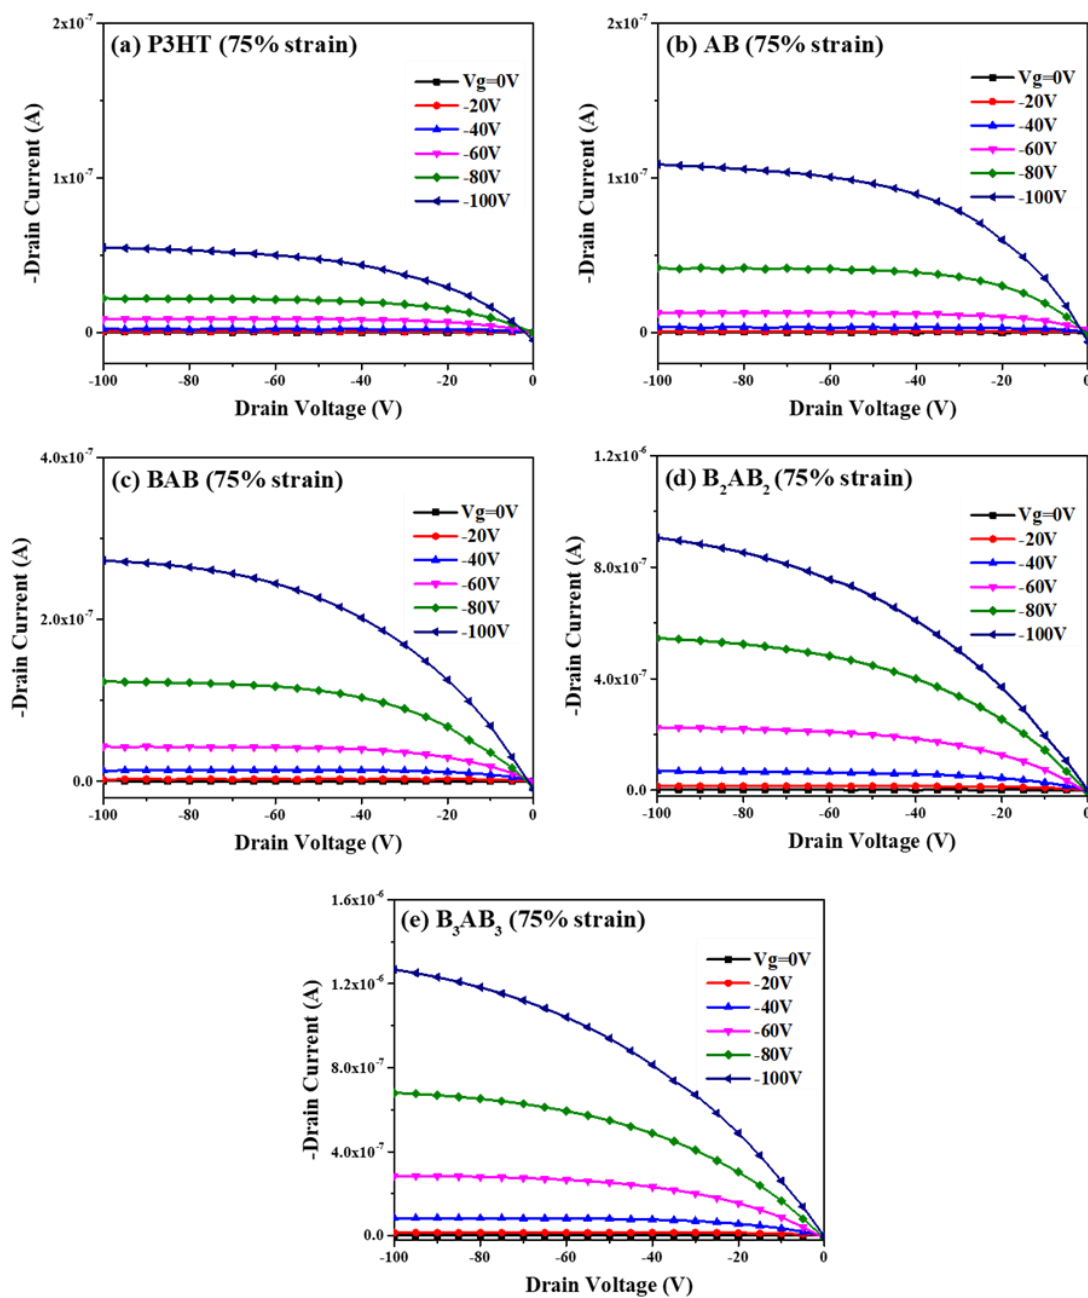 (a) P3HT (75% strain)
2x10⁻⁷
1x10⁻⁷
0
-Drain Current (A)
Vg=0V
-20V
-40V
-60V
-80V
-100V
-100 -80 -60 -40 -20 0
Drain Voltage (V)
(b) AB (75% strain)
2x10⁻⁷
1x10⁻⁷
0
-Drain Current (A)
Vg=0V
-20V
-40V
-60V
-80V
-100V
-100 -80 -60 -40 -20 0
Drain Voltage (V)
(c) BAB (75% strain)
4.0x10⁻⁷
2.0x10⁻⁷
0.0
-Drain Current (A)
Vg=0V
-20V
-40V
-60V
-80V
-100V
-100 -80 -60 -40 -20 0
Drain Voltage (V)
(d) B₂AB₂ (75% strain)
1.2x10⁻⁶
8.0x10⁻⁷
4.0x10⁻⁷
0.0
-Drain Current (A)
Vg=0V
-20V
-40V
-60V
-80V
-100V
-100 -80 -60 -40 -20 0
Drain Voltage (V)
(e) B₃AB₃ (75% strain)
1.6x10⁻⁶
1.2x10⁻⁶
8.0x10⁻⁷
4.0x10⁻⁷
0.0
-Drain Current (A)
Vg=0V
-20V
-40V
-60V
-80V
-100V
-100 -80 -60 -40 -20 0
Drain Voltage (V)